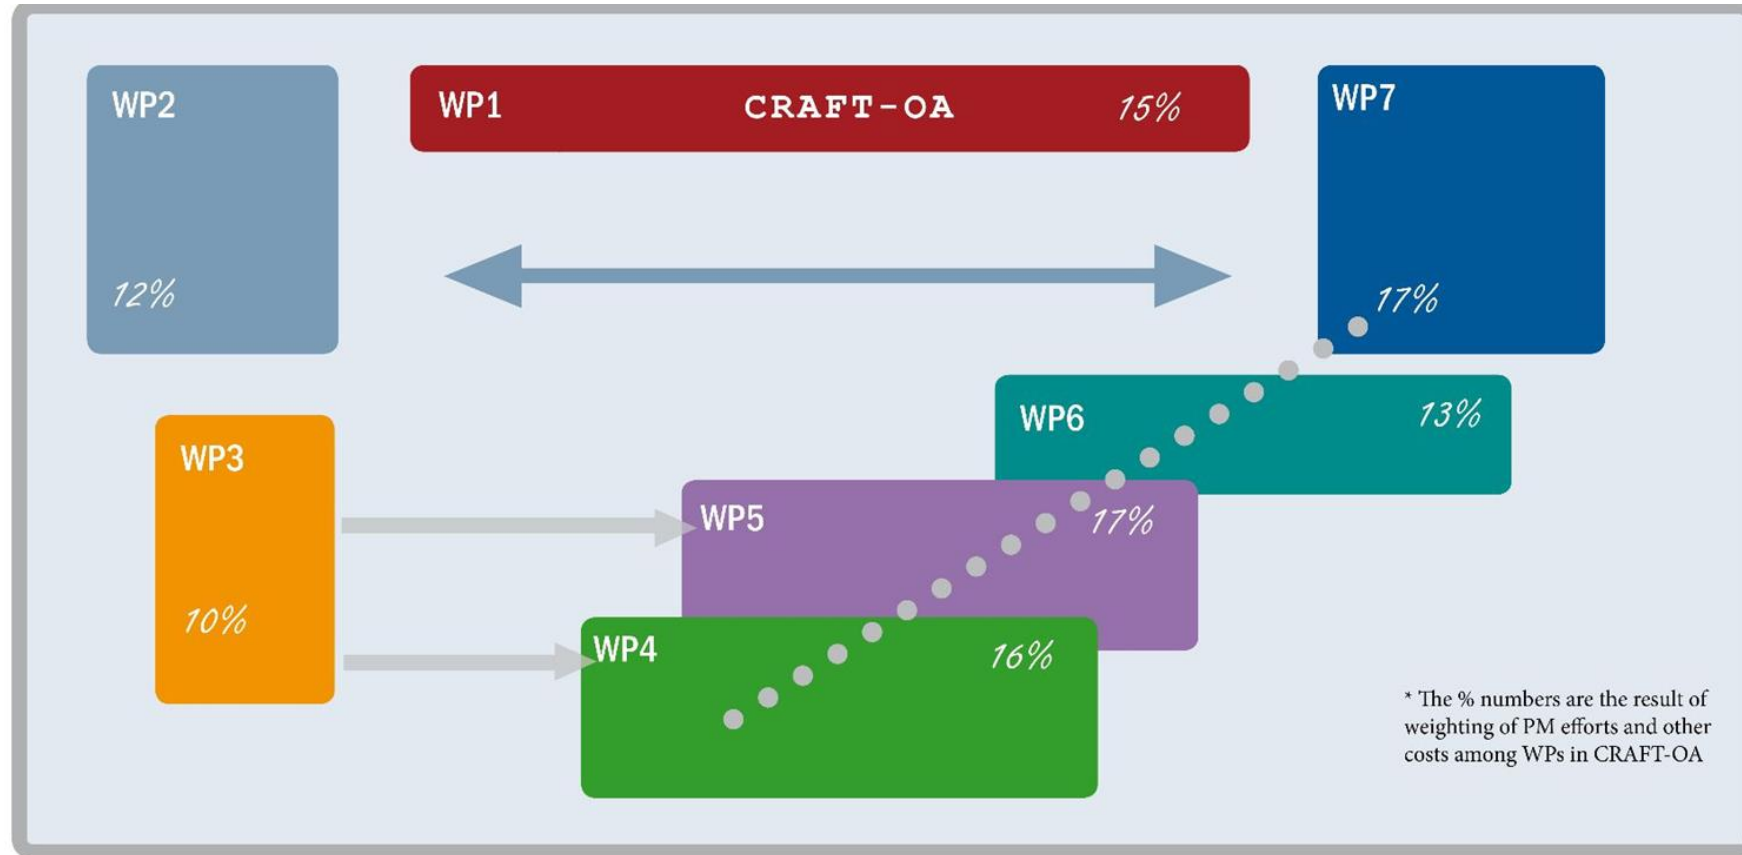 WP2
12%
WP1 CRAFT-OA 15%
WP7
17%
WP3
10%
WP6 13%
WP5 17%
WP4 16%
* The % numbers are the result of
weighting of PM efforts and other
costs among WPs in CRAFT-OA